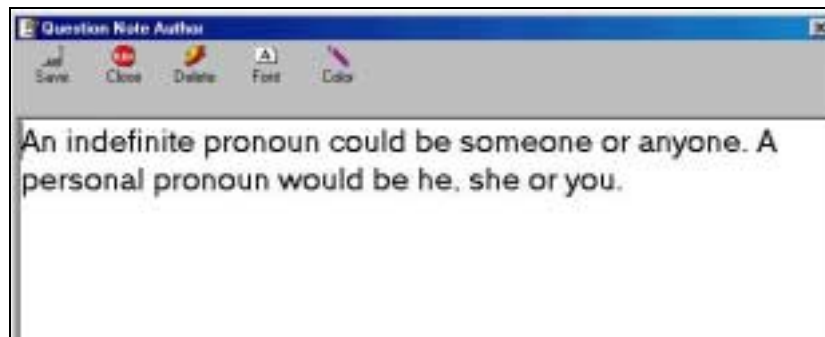 Question Note Author
Save Close Delete Font Color
An indefinite pronoun could be someone or anyone. A
personal pronoun would be he, she or you.